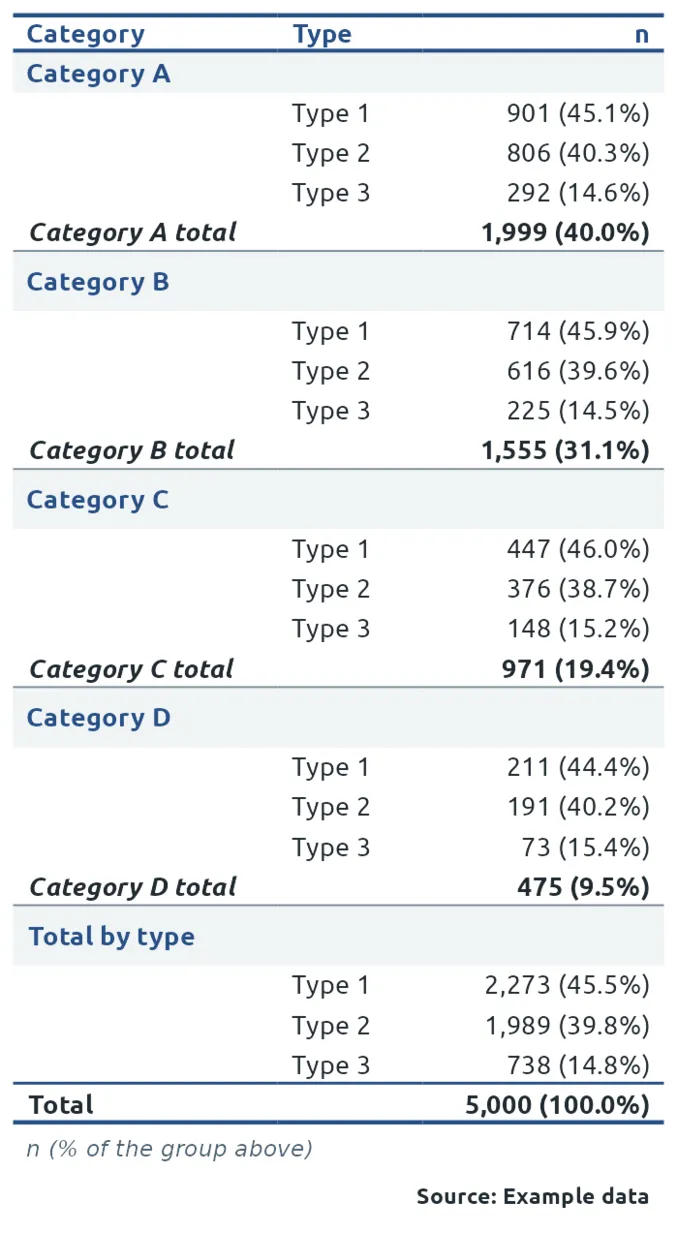 Category Type n
Category A
Type 1 901 (45.1%)
Type 2 806 (40.3%)
Type 3 292 (14.6%)
Category A total 1,999 (40.0%)
Category B
Type 1 714 (45.9%)
Type 2 616 (39.6%)
Type 3 225 (14.5%)
Category B total 1,555 (31.1%)
Category C
Type 1 447 (46.0%)
Type 2 376 (38.7%)
Type 3 148 (15.2%)
Category C total 971 (19.4%)
Category D
Type 1 211 (44.4%)
Type 2 191 (40.2%)
Type 3 73 (15.4%)
Category D total 475 (9.5%)
Total by type
Type 1 2,273 (45.5%)
Type 2 1,989 (39.8%)
Type 3 738 (14.8%)
Total 5,000 (100.0%)
n (% of the group above)
Source: Example data